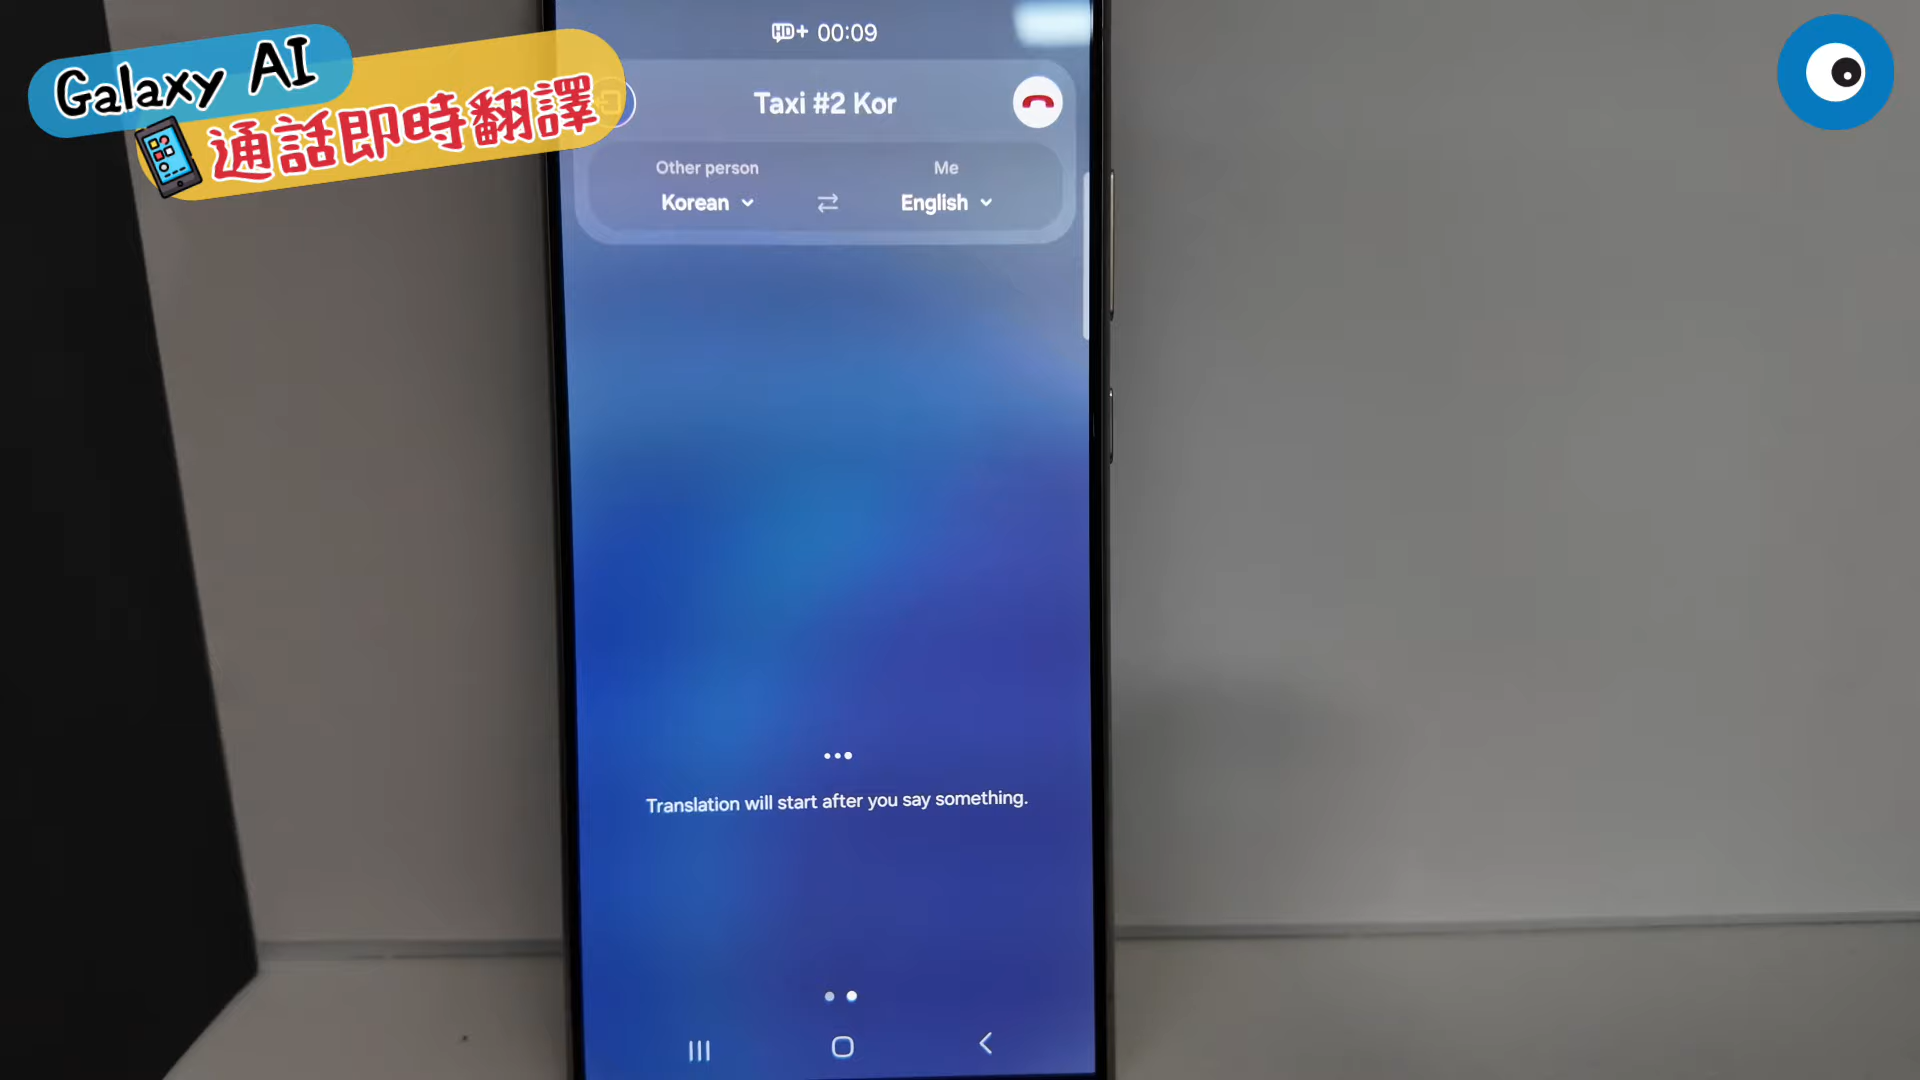 Galaxy AI
通話即時翻譯
HD+ 00:09
Taxi #2 Kor
Other person
Me
Korean
English
Translation will start after you say something.